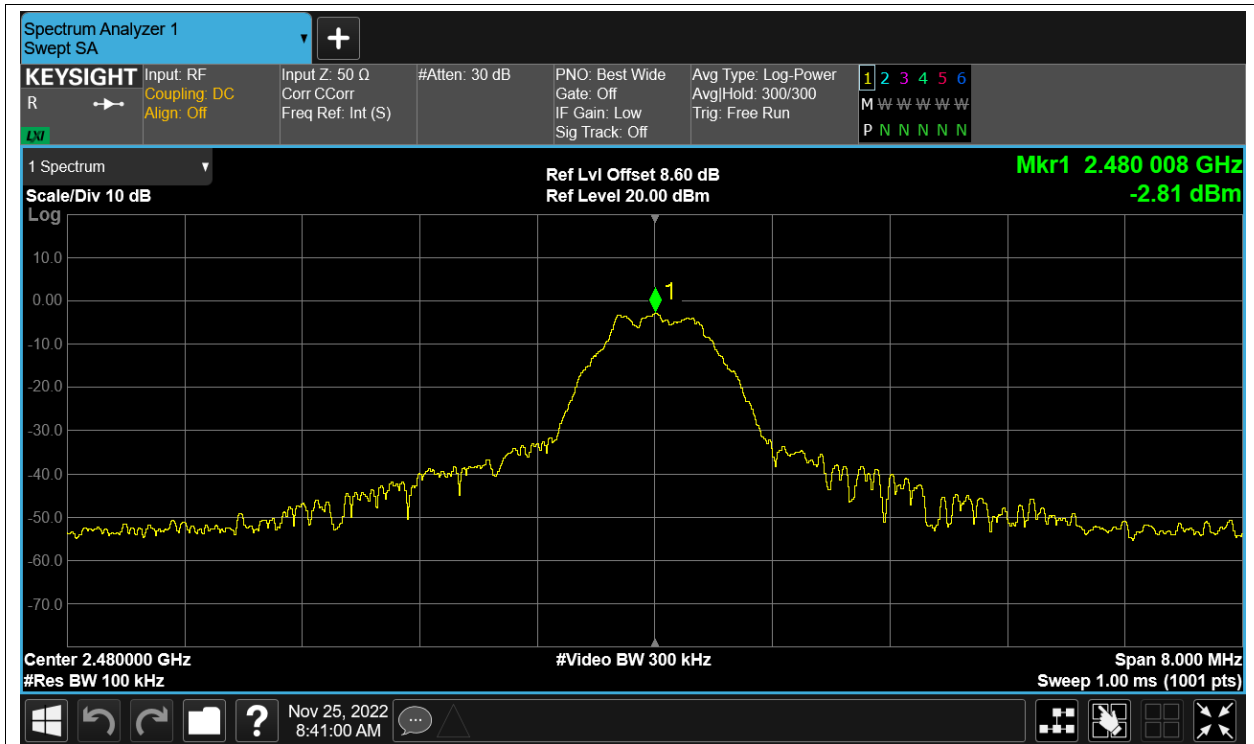 Spectrum Analyzer 1
Swept SA
+
KEYSIGHT
R
LXI
Input: RF
Coupling: DC
Align: Off
Input Z: 50 Ω
Corr CCorr
Freq Ref: Int (S)
#Atten: 30 dB
PNO: Best Wide
Gate: Off
IF Gain: Low
Sig Track: Off
Avg Type: Log-Power
Avg|Hold: 300/300
Trig: Free Run
1 2 3 4 5 6
M W W W W W
P N N N N N
1 Spectrum
Scale/Div 10 dB
Log
Ref Lvl Offset 8.60 dB
Ref Level 20.00 dBm
Mkr1 2.480 008 GHz
-2.81 dBm
10.0
0.00
-10.0
-20.0
-30.0
-40.0
-50.0
-60.0
-70.0
1
Center 2.480000 GHz
#Res BW 100 kHz
#Video BW 300 kHz
Span 8.000 MHz
Sweep 1.00 ms (1001 pts)
?
Nov 25, 2022
8:41:00 AM